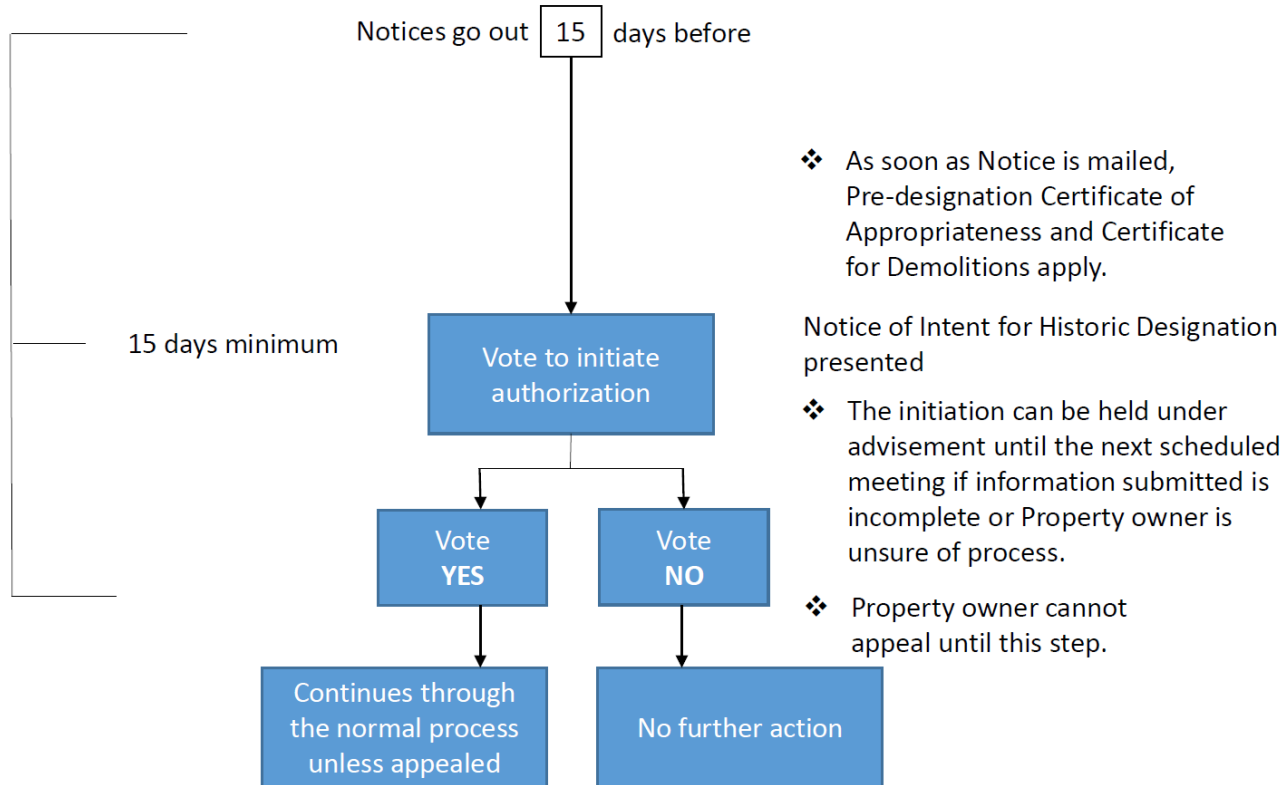 Notices go out 15 days before
❖ As soon as Notice is mailed,
Pre-designation Certificate of
Appropriateness and Certificate
for Demolitions apply.
15 days minimum
Vote to initiate
authorization
Notice of Intent for Historic Designation
presented
❖ The initiation can be held under
advisement until the next scheduled
meeting if information submitted is
incomplete or Property owner is
unsure of process.
Vote
YES
Vote
NO
❖ Property owner cannot
appeal until this step.
Continues through
the normal process
unless appealed
No further action